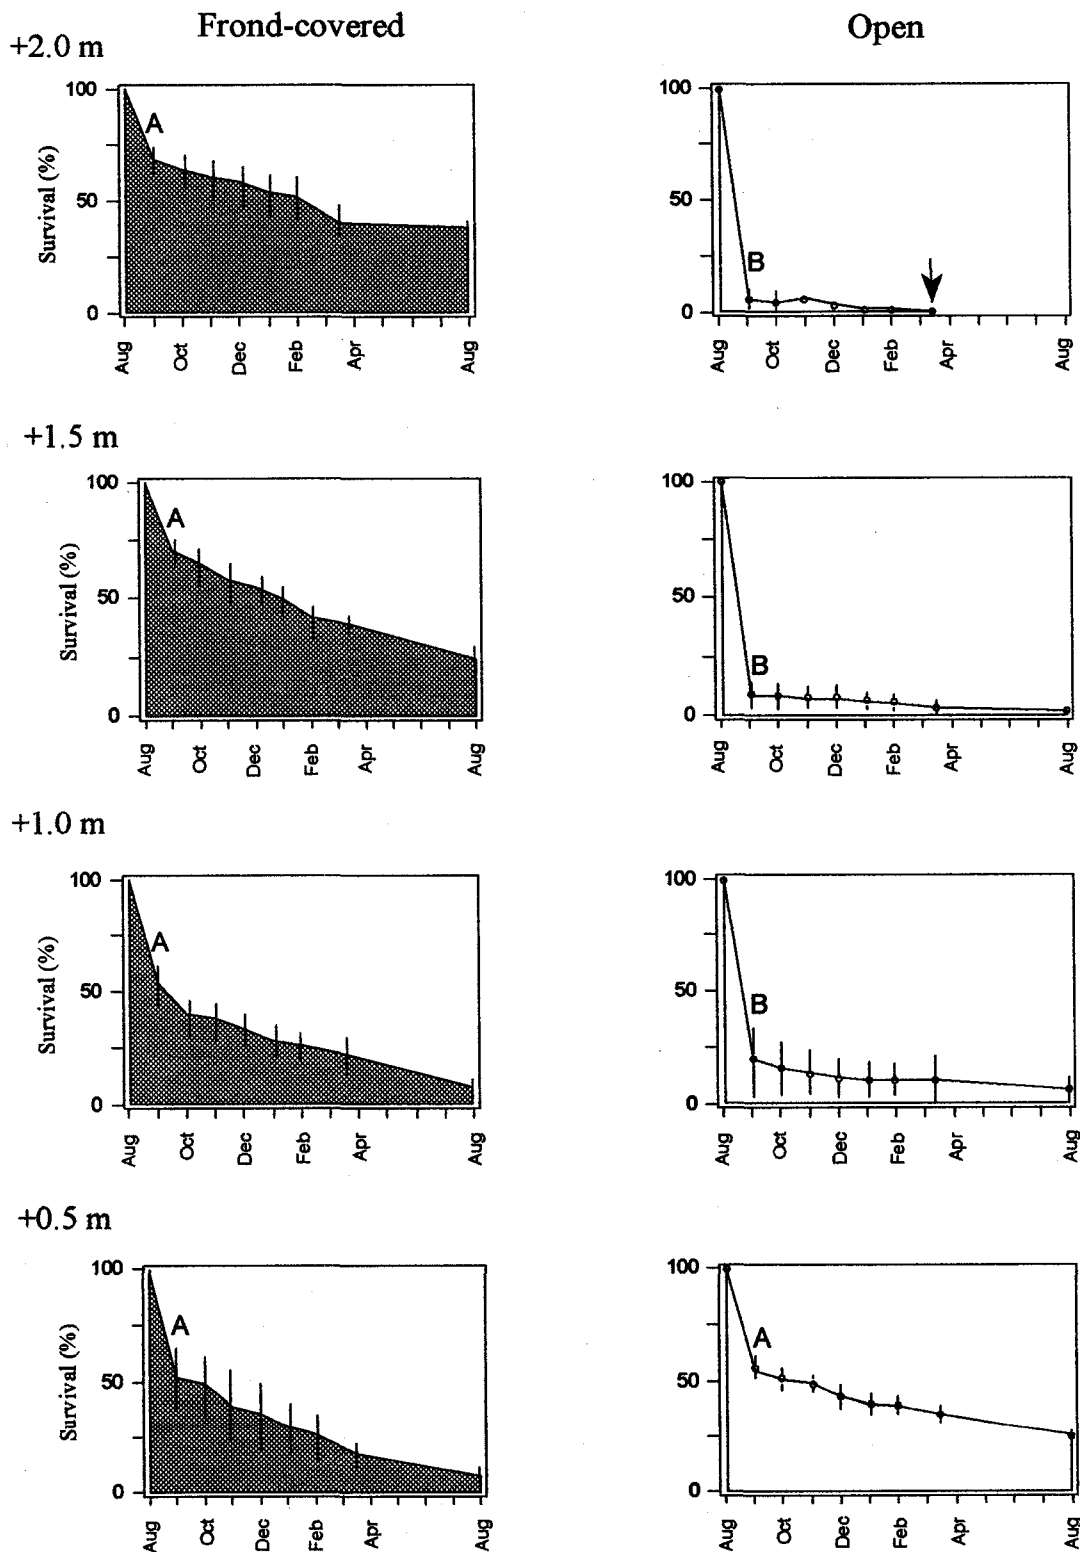 Frond-covered
Open
+2.0 m
100
50
0
Survival (%)
A
Aug
Oct
Dec
Feb
Apr
Aug
100
50
0
B
Aug
Oct
Dec
Feb
Apr
Aug
+1.5 m
100
50
0
Survival (%)
A
Aug
Oct
Dec
Feb
Apr
Aug
100
50
0
B
Aug
Oct
Dec
Feb
Apr
Aug
+1.0 m
100
50
0
Survival (%)
A
Aug
Oct
Dec
Feb
Apr
Aug
100
50
0
B
Aug
Oct
Dec
Feb
Apr
Aug
+0.5 m
100
50
0
Survival (%)
A
Aug
Oct
Dec
Feb
Apr
Aug
100
50
0
A
Aug
Oct
Dec
Feb
Apr
Aug